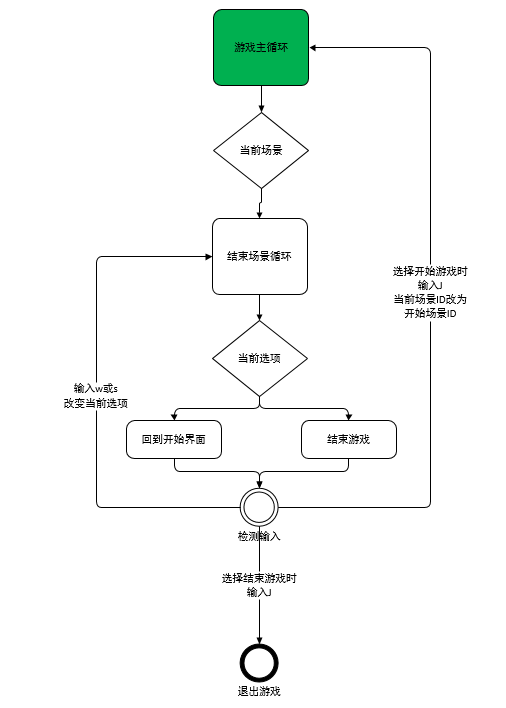 游戏主循环
当前场景
结束场景循环
选择开始游戏时
输入J
当前场景ID改为
开始场景ID
当前选项
输入w或s
改变当前选项
回到开始界面
结束游戏
检测输入
选择结束游戏时
输入J
退出游戏